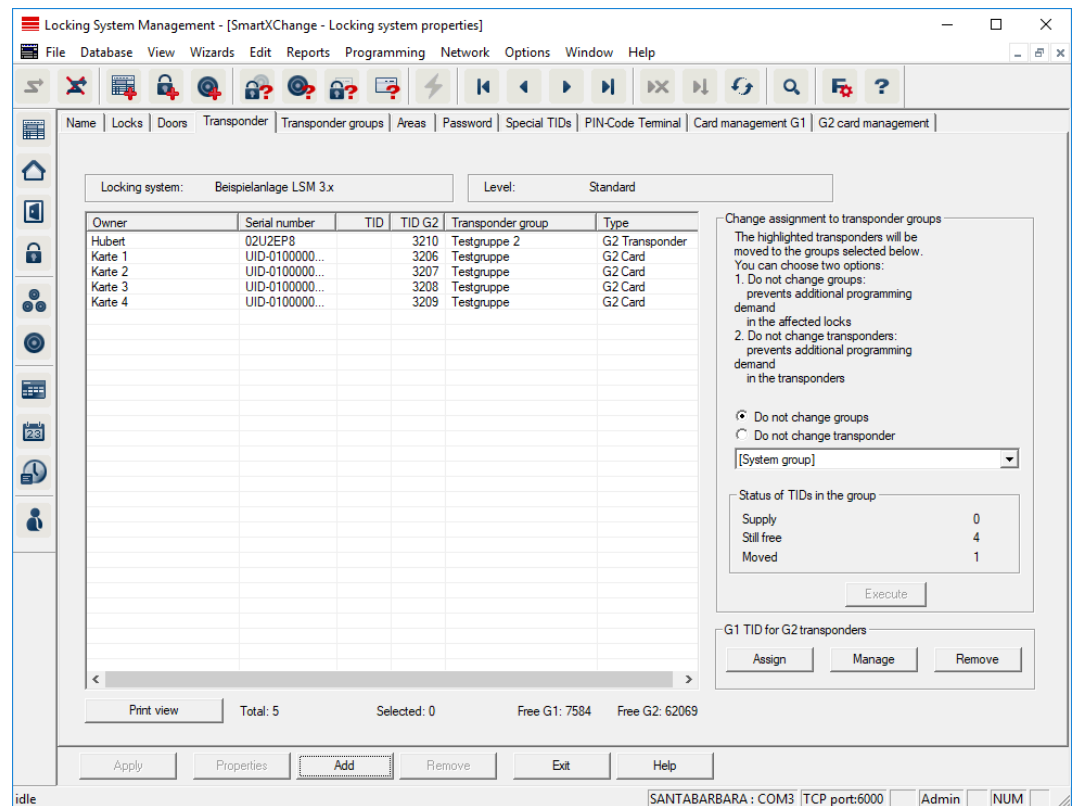 Locking System Management - [SmartXChange - Locking system properties]
File Database View Wizards Edit Reports Programming Network Options Window Help
Name Locks Doors Transponder Transponder groups Areas Password Special TIDs PIN-Code Terminal Card management G1 G2 card management
Locking system: Beispielanlage LSM 3.x Level: Standard
Owner Serial number TID TID G2 Transponder group Type
Hubert 02U2EP8 3210 Testgruppe 2 G2 Transponder
Karte 1 UID-0100000... 3206 Testgruppe G2 Card
Karte 2 UID-0100000... 3207 Testgruppe G2 Card
Karte 3 UID-0100000... 3208 Testgruppe G2 Card
Karte 4 UID-0100000... 3209 Testgruppe G2 Card
Change assignment to transponder groups
The highlighted transponders will be
moved to the groups selected below.
You can choose two options:
1. Do not change groups:
prevents additional programming
demand
in the affected locks
2. Do not change transponders:
prevents additional programming
demand
in the transponders
Do not change groups
Do not change transponder
[System group]
Status of TIDs in the group
Supply 0
Still free 4
Moved 1
Execute
G1 TID for G2 transponders
Assign Manage Remove
Print view Total: 5 Selected: 0 Free G1: 7584 Free G2: 62069
Apply Properties Add Remove Exit Help
idle SANTABARBARA : COM3 TCP port:6000 Admin NUM
23